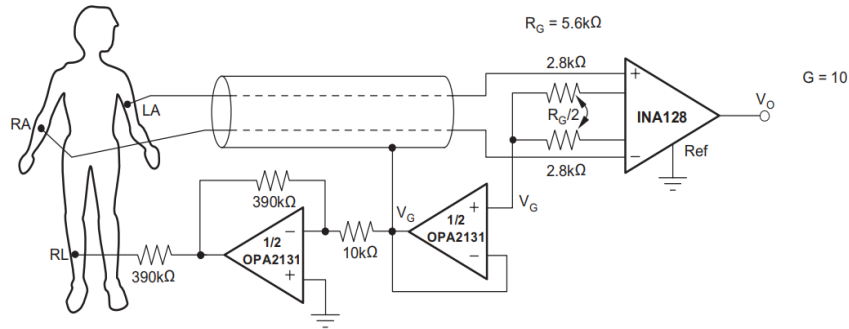 R_G = 5.6kΩ
2.8kΩ
G = 10
LA
RA
+
R_G/2
INA128
V_O
−
Ref
2.8kΩ
390kΩ
V_G
+
V_G
1/2
OPA2131
−
10kΩ
−
1/2
OPA2131
+
RL
390kΩ